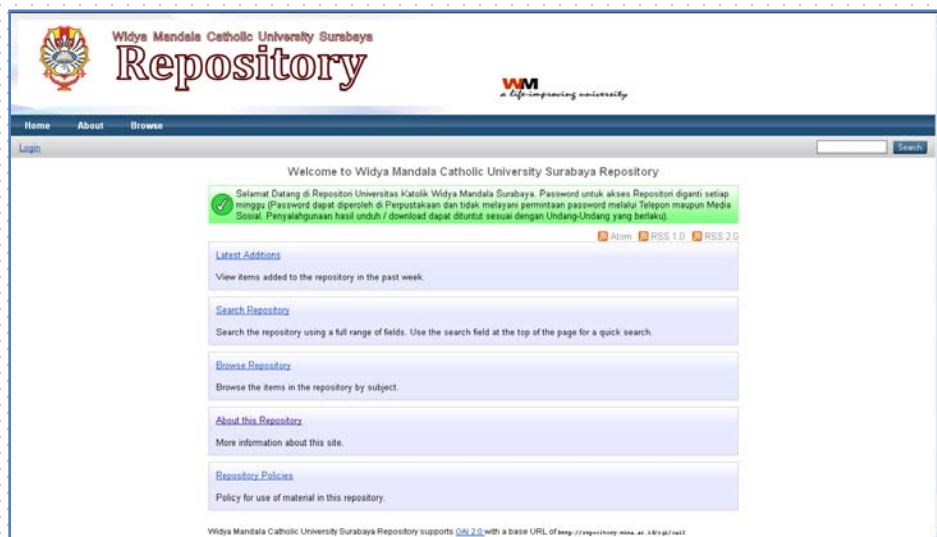 Widya Mandala Catholic University Surabaya
Repository
WM
a life-improving university
Home About Browse
Login
Search
Welcome to Widya Mandala Catholic University Surabaya Repository
Selamat Datang di Repositori Universitas Katolik Widya Mandala Surabaya. Password untuk akses Repositori diganti setiap
minggu (Password dapat diperoleh di Perpustakaan dan tidak melayani permintaan password melalui Telepon maupun Media
Sosial. Penyalahgunaan hasil unduh / download dapat dituntut sesuai dengan Undang-Undang yang berlaku).
Atom RSS 1.0 RSS 2.0
Latest Additions
View items added to the repository in the past week.
Search Repository
Search the repository using a full range of fields. Use the search field at the top of the page for a quick search.
Browse Repository
Browse the items in the repository by subject.
About this Repository
More information about this site.
Repository Policies
Policy for use of material in this repository.
Widya Mandala Catholic University Surabaya Repository supports OAI 2.0 with a base URL of